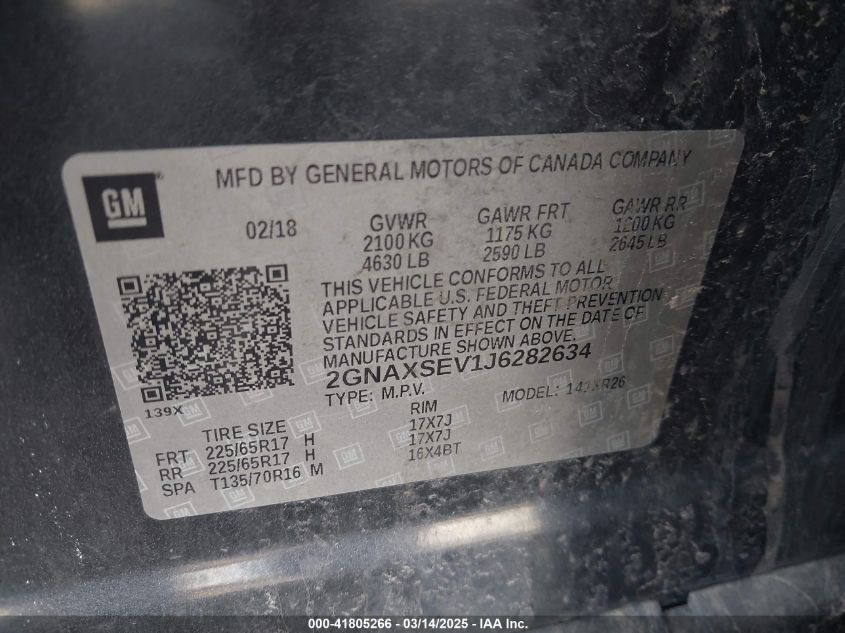 MFD BY GENERAL MOTORS OF CANADA COMPANY
GM
02/18
GVWR
2100 KG
4630 LB
GAWR FRT
1175 KG
2590 LB
GAWR RR
1200 KG
2645 LB
THIS VEHICLE CONFORMS TO ALL
APPLICABLE U.S. FEDERAL MOTOR
VEHICLE SAFETY AND THEFT PREVENTION
STANDARDS IN EFFECT ON THE DATE OF
MANUFACTURE SHOWN ABOVE.
2GNAXSEV1J6282634
TYPE: M.P.V.
MODEL:
139X
TIRE SIZE
RIM
FRT 225/65R17 H 17X7J
RR 225/65R17 H 17X7J
SPA T135/70R16 M 16X4BT
000-41805266 - 03/14/2025 - IAA Inc.